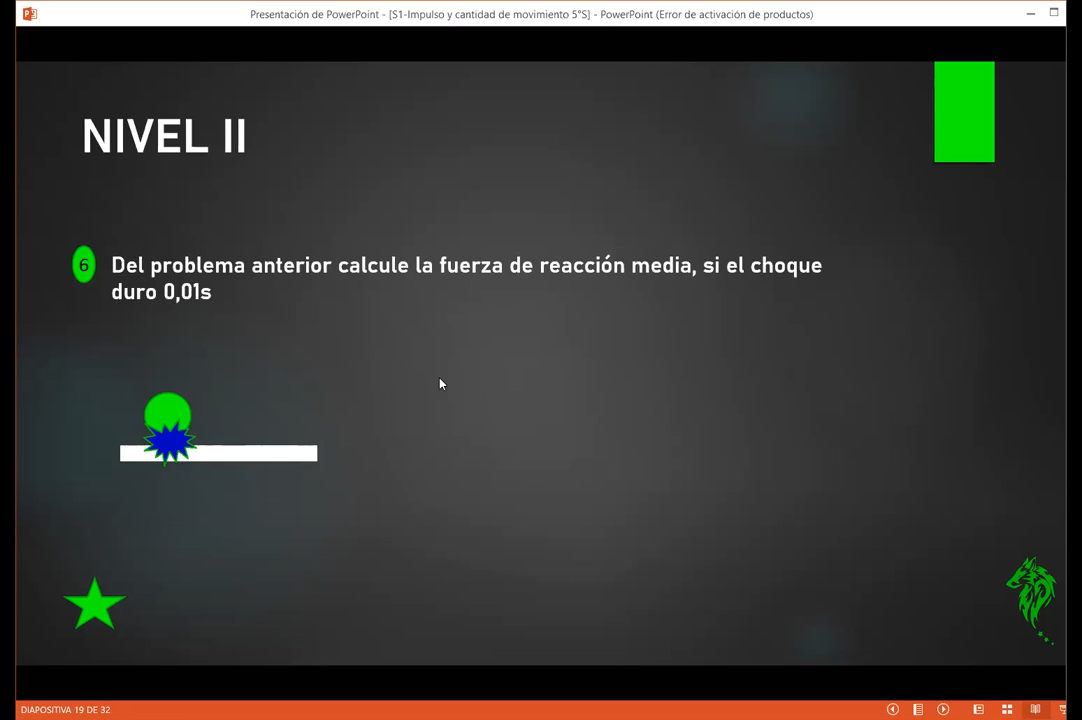 Presentación de PowerPoint - [S1-Impulso y cantidad de movimiento 5°S] - PowerPoint (Error de activación de productos)
NIVEL II
6 Del problema anterior calcule la fuerza de reacción media, si el choque
duro 0,01s
DIAPOSITIVA 19 DE 32